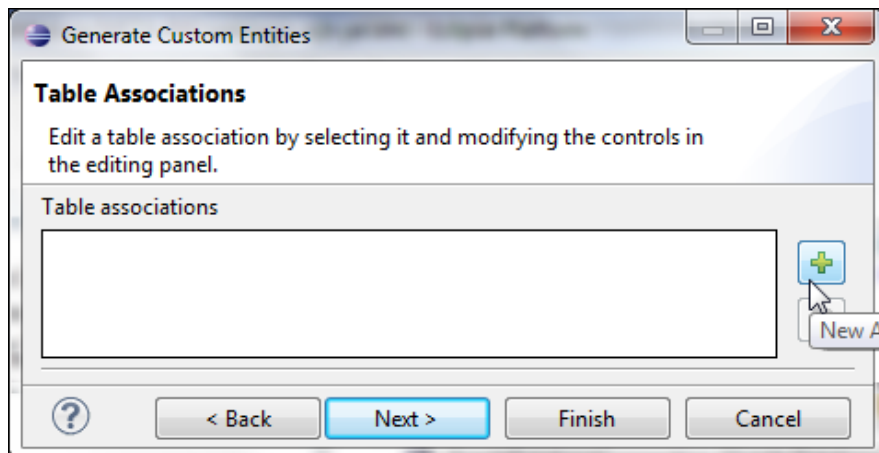 Generate Custom Entities
Table Associations
Edit a table association by selecting it and modifying the controls in
the editing panel.
Table associations
New A
? < Back Next > Finish Cancel